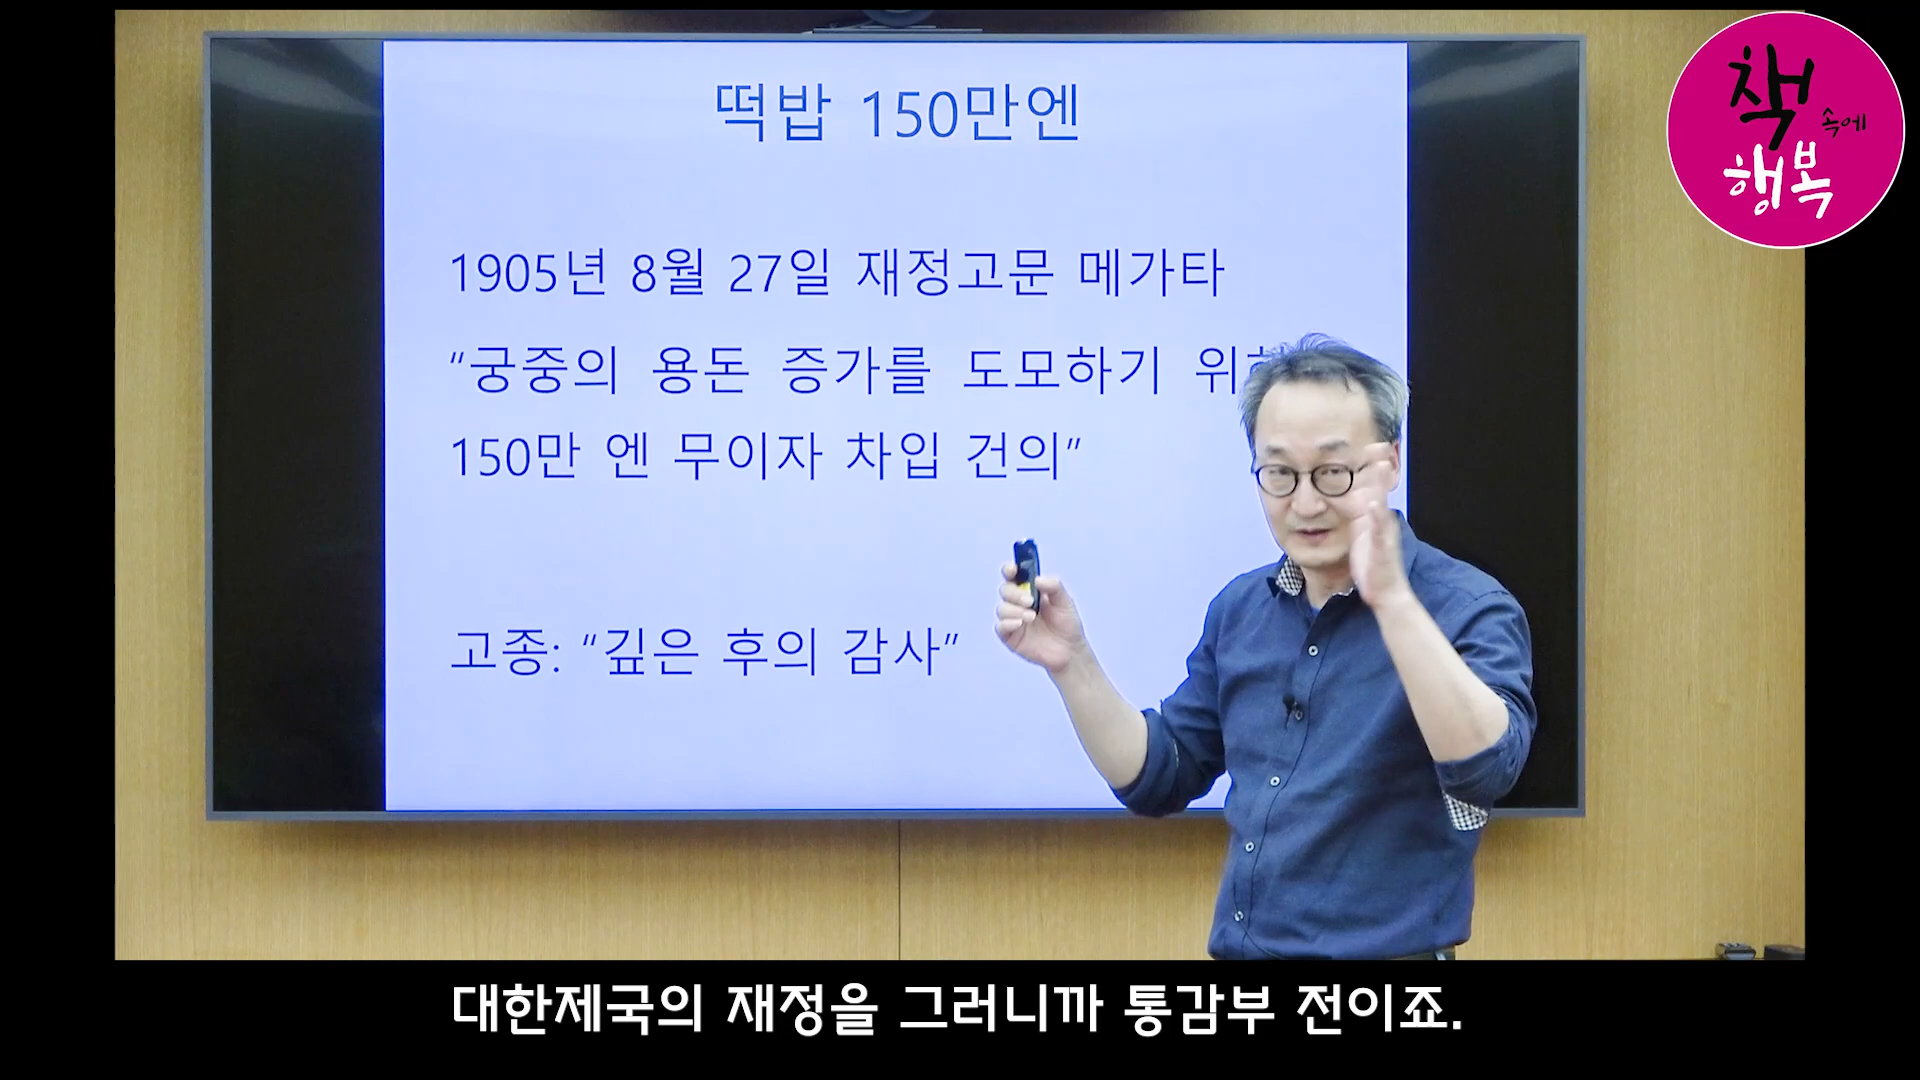 떡밥 150만엔
1905년 8월 27일 재정고문 메가타
“궁중의 용돈 증가를 도모하기
150만 엔 무이자 차입 건의”
고종: “깊은 후의 감사”
책 속에
행복
대한제국의 재정을 그러니까 통감부 전이죠.